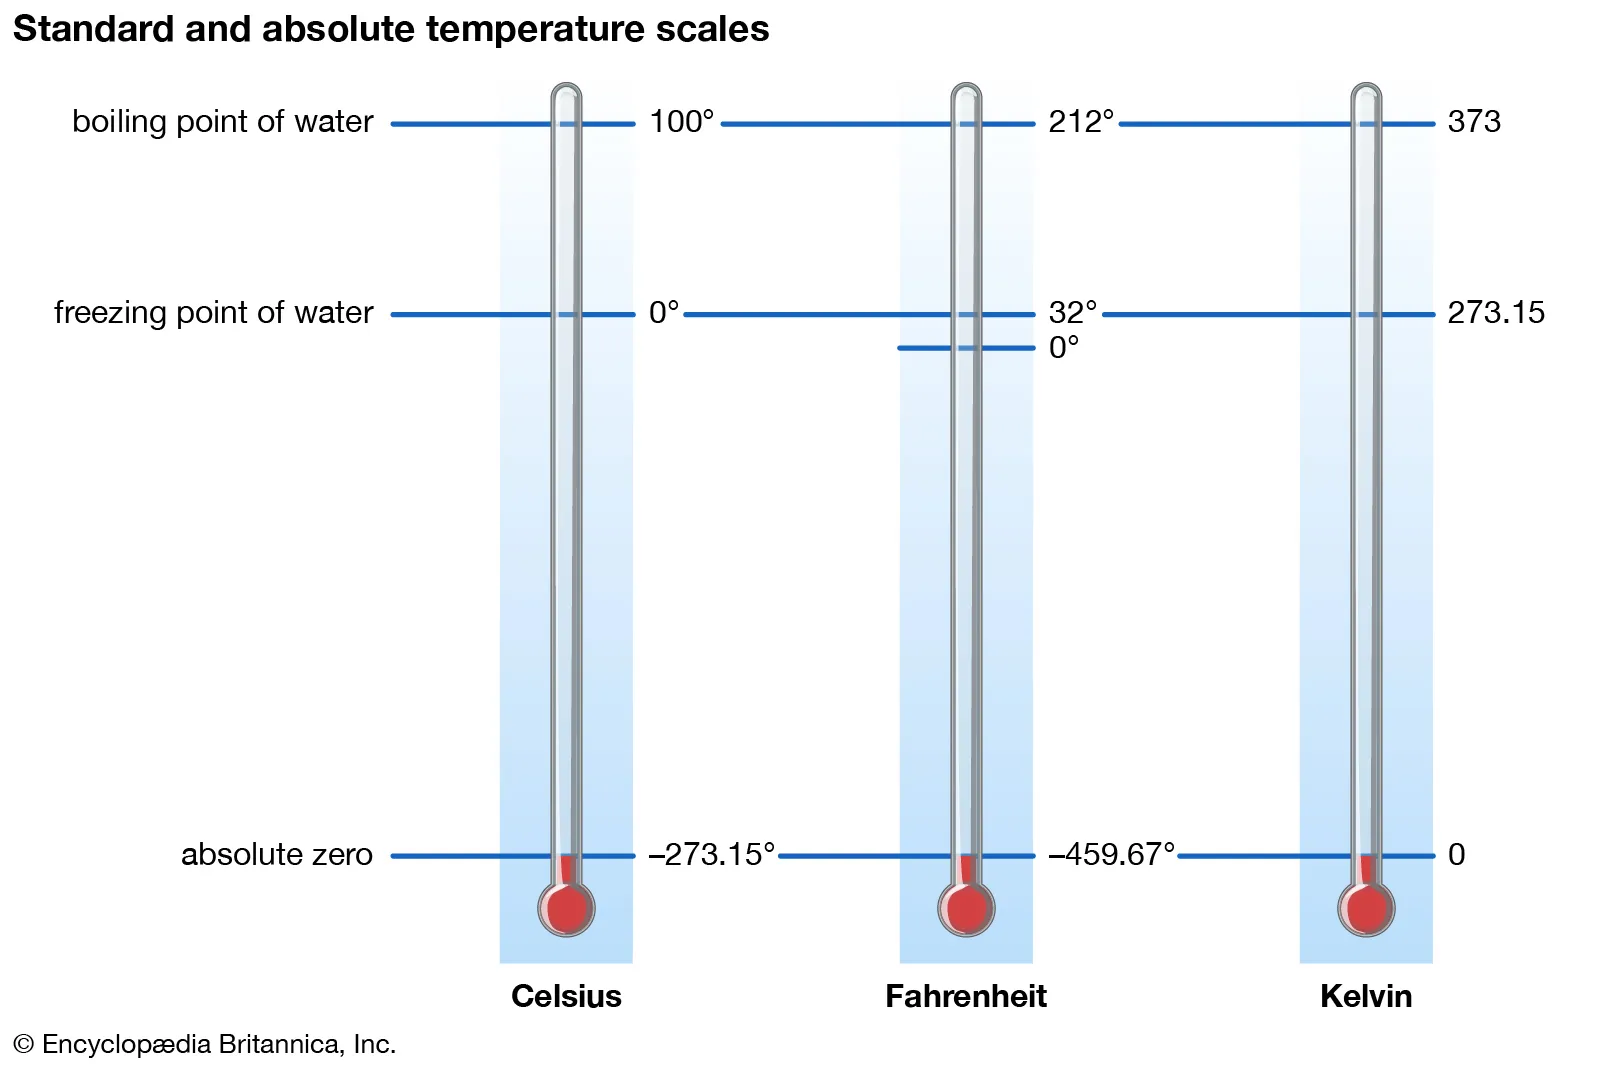 Standard and absolute temperature scales
boiling point of water 100° 212° 373
freezing point of water 0° 32° 273.15
0°
absolute zero –273.15° –459.67° 0
Celsius Fahrenheit Kelvin
© Encyclopædia Britannica, Inc.